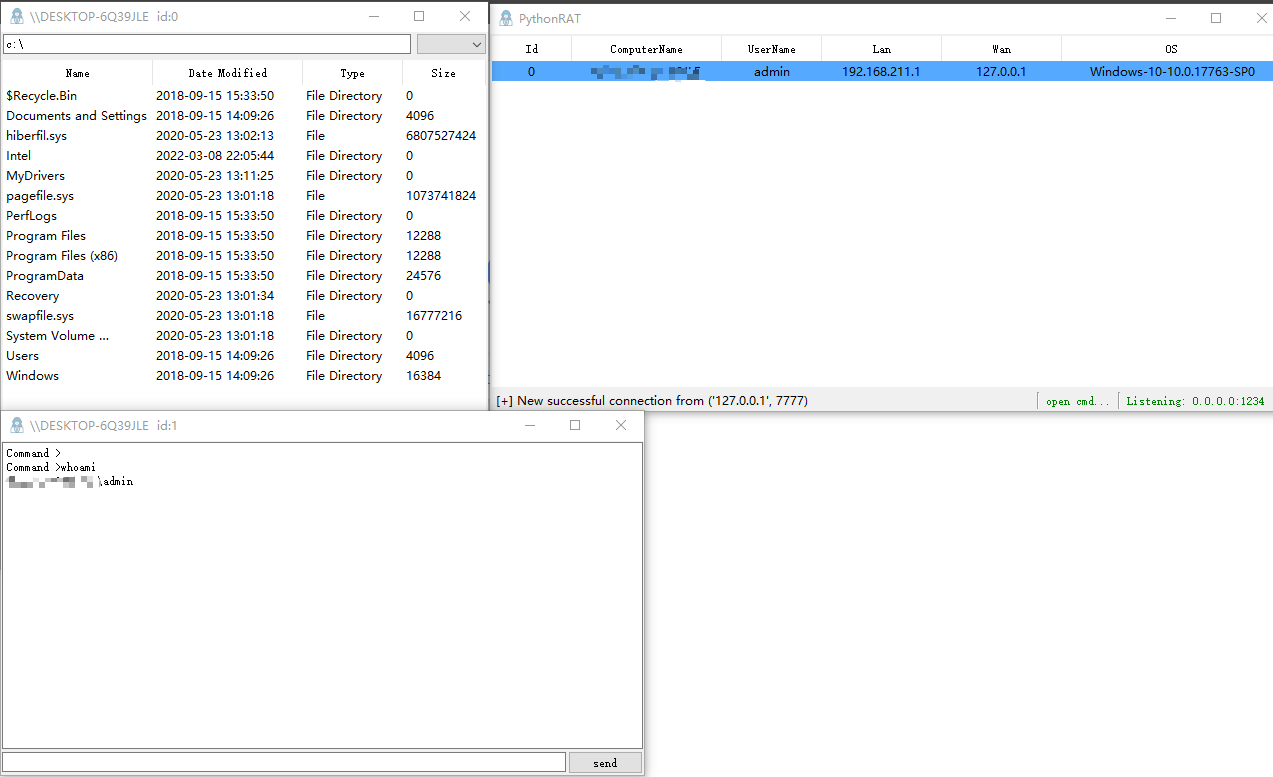 \\DESKTOP-6Q39JLE id:0
c:\
Name Date Modified Type Size
$Recycle.Bin 2018-09-15 15:33:50 File Directory 0
Documents and Settings 2018-09-15 14:09:26 File Directory 4096
hiberfil.sys 2020-05-23 13:02:13 File 6807527424
Intel 2022-03-08 22:05:44 File Directory 0
MyDrivers 2020-05-23 13:11:25 File Directory 0
pagefile.sys 2020-05-23 13:01:18 File 1073741824
PerfLogs 2018-09-15 15:33:50 File Directory 0
Program Files 2018-09-15 15:33:50 File Directory 12288
Program Files (x86) 2018-09-15 15:33:50 File Directory 12288
ProgramData 2018-09-15 15:33:50 File Directory 24576
Recovery 2020-05-23 13:01:34 File Directory 0
swapfile.sys 2020-05-23 13:01:18 File 16777216
System Volume ... 2020-05-23 13:01:18 File Directory 0
Users 2018-09-15 14:09:26 File Directory 4096
Windows 2018-09-15 14:09:26 File Directory 16384
PythonRAT
Id ComputerName UserName Lan Wan OS
0 admin 192.168.211.1 127.0.0.1 Windows-10-10.0.17763-SP0
[+] New successful connection from ('127.0.0.1', 7777) open cmd... Listening: 0.0.0.0:1234
\\DESKTOP-6Q39JLE id:1
Command >
Command >whoami
\admin
send